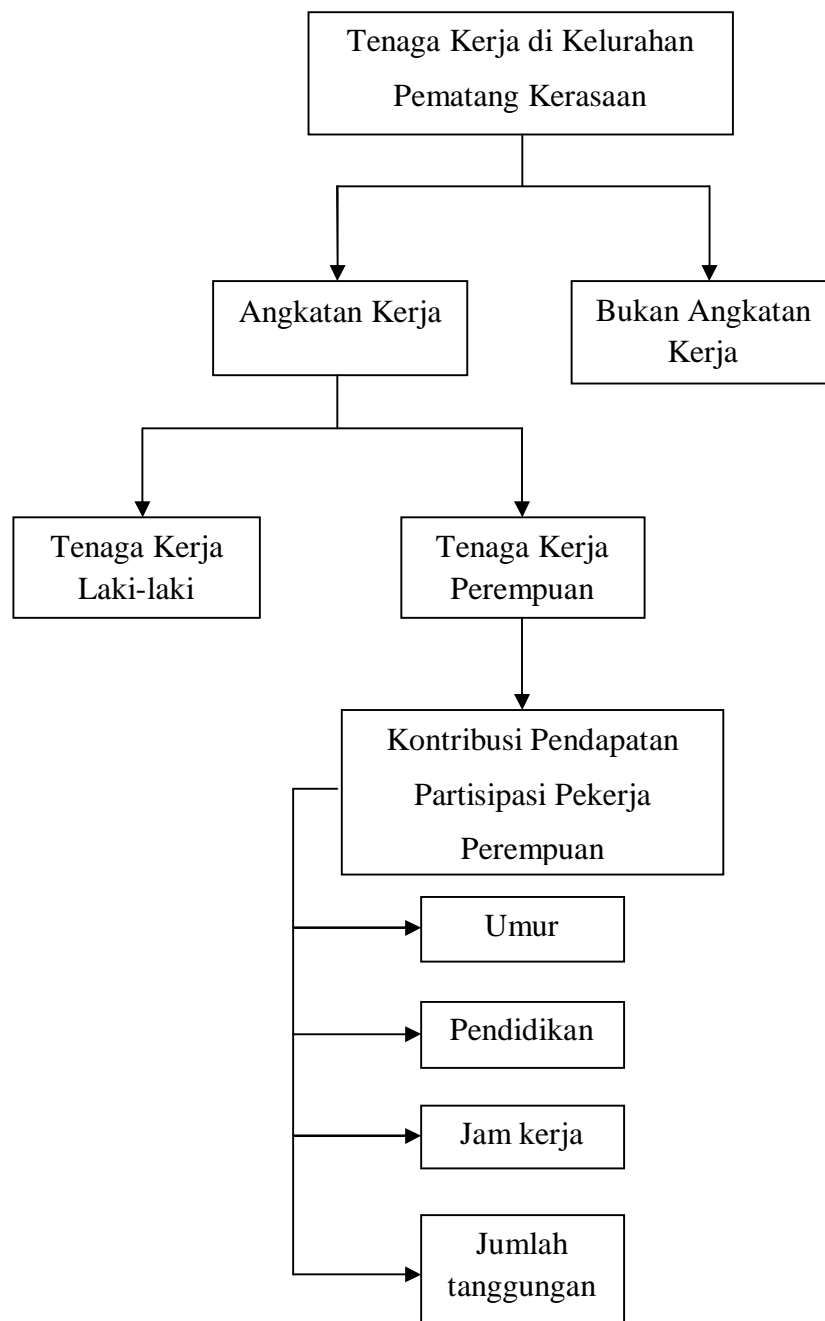 Tenaga Kerja di Kelurahan
Pematang Kerasaan
Angkatan Kerja
Bukan Angkatan
Kerja
Tenaga Kerja
Laki-laki
Tenaga Kerja
Perempuan
Kontribusi Pendapatan
Partisipasi Pekerja
Perempuan
Umur
Pendidikan
Jam kerja
Jumlah
tanggungan